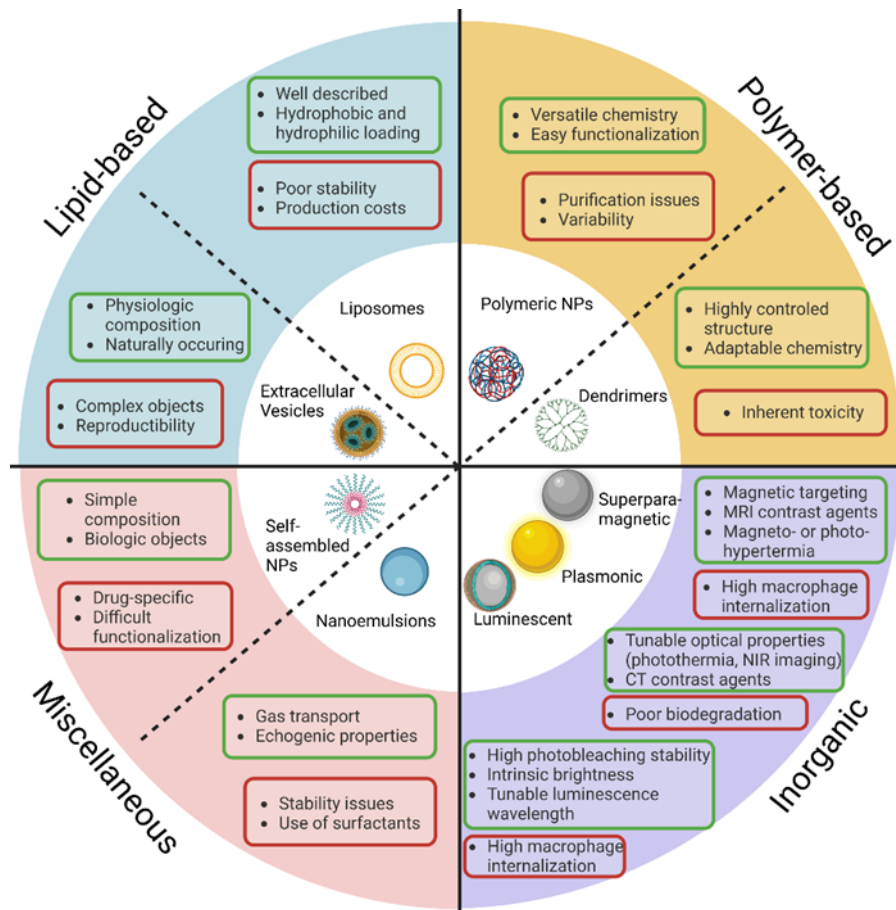 Lipid-based
• Well described
• Hydrophobic and
hydrophilic loading
• Poor stability
• Production costs
Liposomes
• Physiologic
composition
• Naturally occuring
• Complex objects
• Reproductibility
Extracellular
Vesicles
Polymer-based
• Versatile chemistry
• Easy functionalization
• Purification issues
• Variability
Polymeric NPs
• Highly controled
structure
• Adaptable chemistry
• Inherent toxicity
Dendrimers
Miscellaneous
• Simple
composition
• Biologic objects
• Drug-specific
• Difficult
functionalization
Self-
assembled
NPs
• Gas transport
• Echogenic properties
• Stability issues
• Use of surfactants
Nanoemulsions
Inorganic
Superpara-
magnetic
• Magnetic targeting
• MRI contrast agents
• Magneto- or photo-
hypertermia
• High macrophage
internalization
Plasmonic
• Tunable optical properties
(photothermia, NIR imaging)
• CT contrast agents
• Poor biodegradation
Luminescent
• High photobleaching stability
• Intrinsic brightness
• Tunable luminescence
wavelength
• High macrophage
internalization